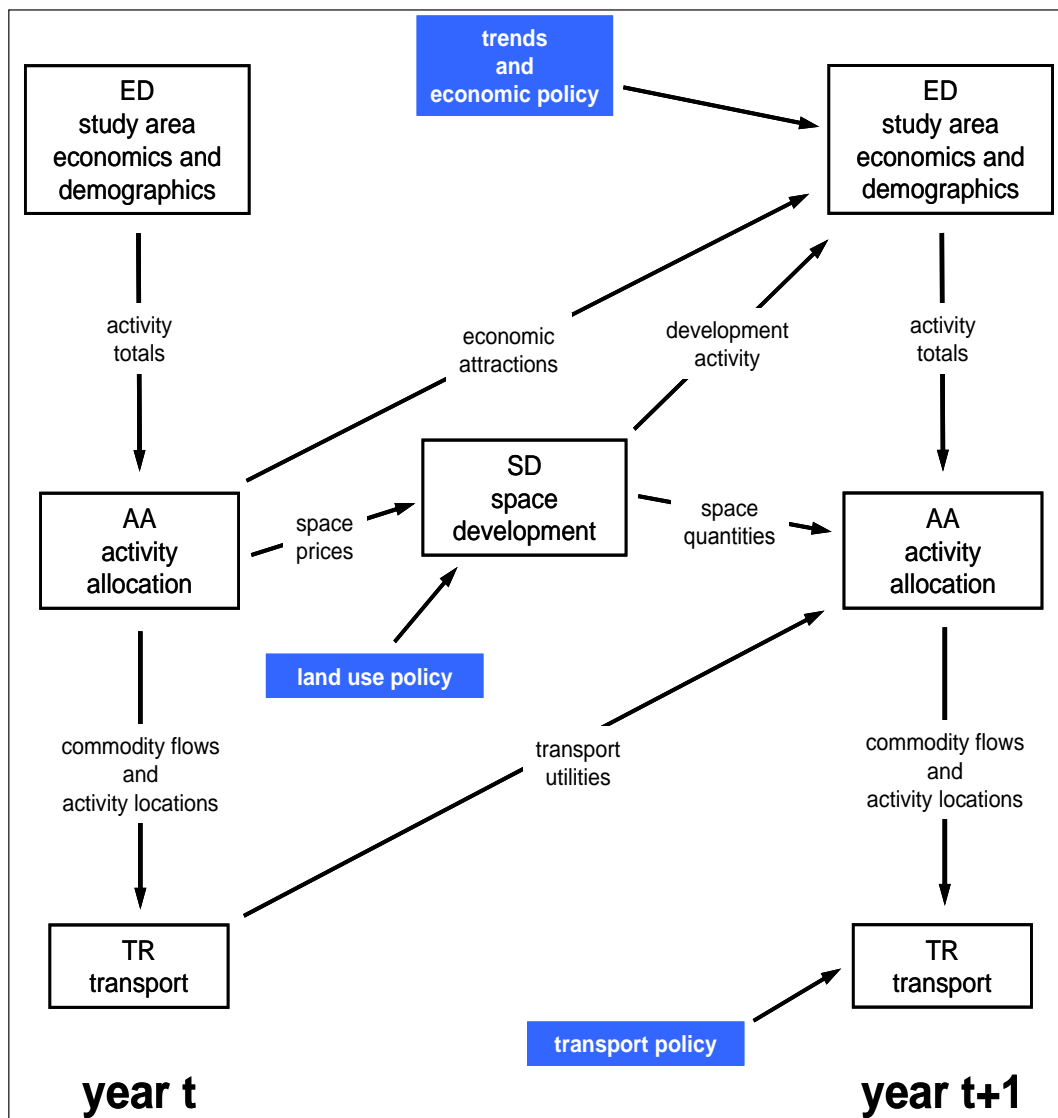 trends
and
economic policy
ED
study area
economics and
demographics
ED
study area
economics and
demographics
activity
totals
economic
attractions
development
activity
activity
totals
AA
activity
allocation
space
prices
SD
space
development
space
quantities
AA
activity
allocation
land use policy
commodity flows
and
activity locations
transport
utilities
commodity flows
and
activity locations
TR
transport
TR
transport
transport policy
year t
year t+1